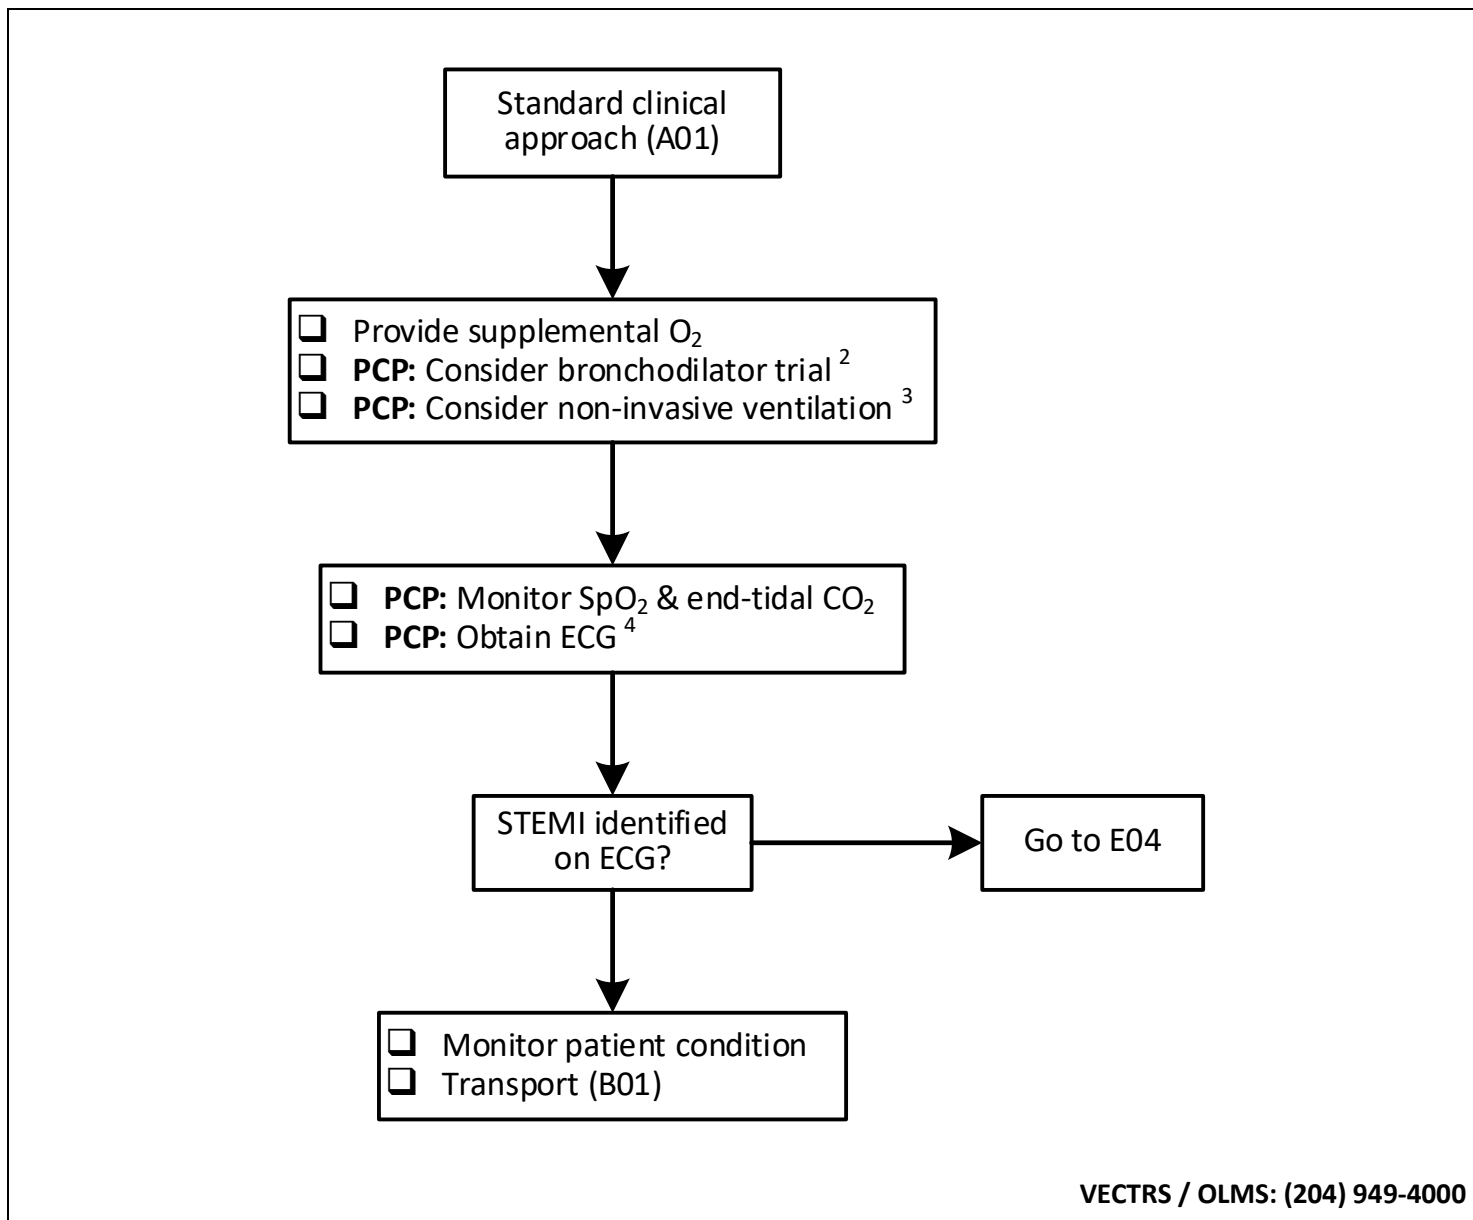 Standard clinical
approach (A01)
❑ Provide supplemental O₂
❑ PCP: Consider bronchodilator trial ²
❑ PCP: Consider non-invasive ventilation ³
❑ PCP: Monitor SpO₂ & end-tidal CO₂
❑ PCP: Obtain ECG ⁴
STEMI identified
on ECG?
Go to E04
❑ Monitor patient condition
❑ Transport (B01)
VECTRS / OLMS: (204) 949-4000